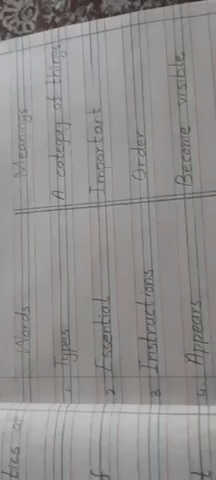 Words Meanings
1. Types A category of things
2. Essential Important
3. Instructions Order
4. Appears Become visible